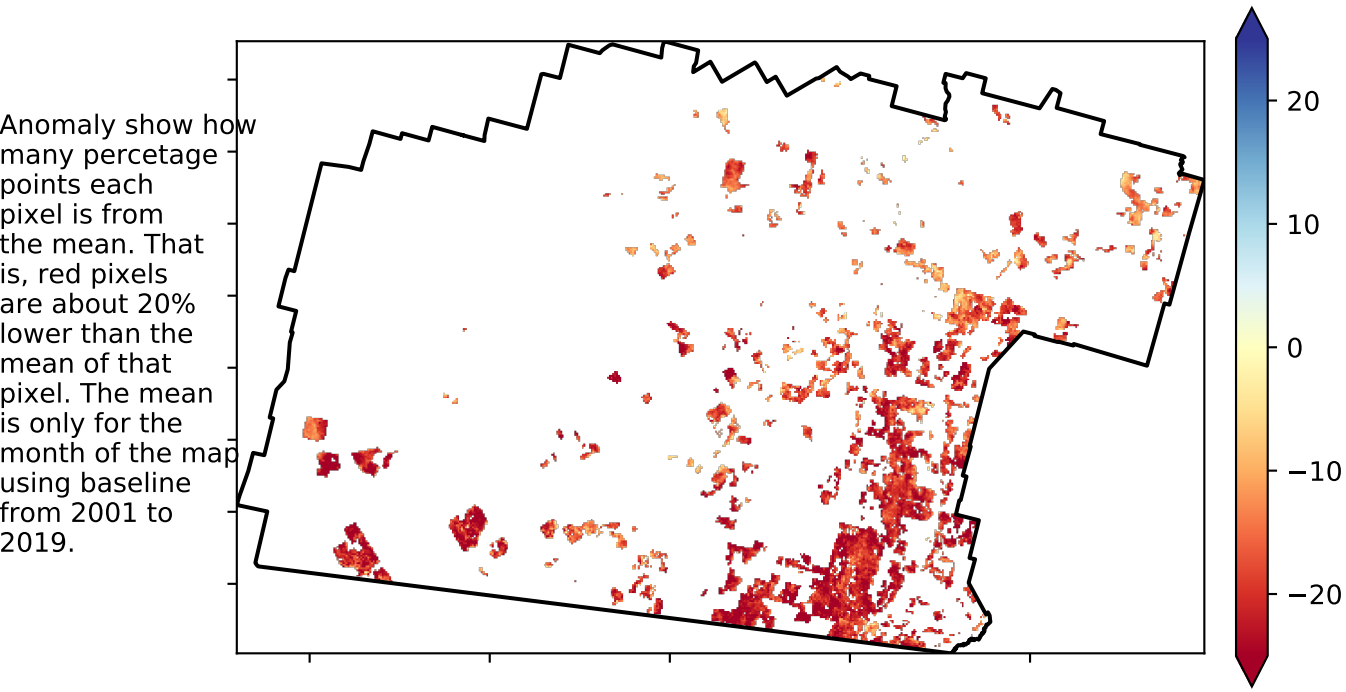 Anomaly show how
many percetage
points each
pixel is from
the mean. That
is, red pixels
are about 20%
lower than the
mean of that
pixel. The mean
is only for the
month of the map
using baseline
from 2001 to
2019.
20
10
0
−10
−20